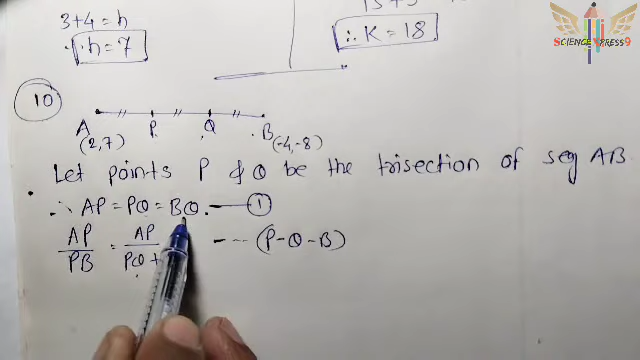 3+4=h
∴ h=7
∴ K=18
SCIENCE XPRESS9
10
A P Q B
(2,7) (-4,-8)
Let points P & Q be the trisection of seg AB.
∴ AP = PQ = BQ. — 1
AP/PB = AP/PQ+ --- (P-Q-B)